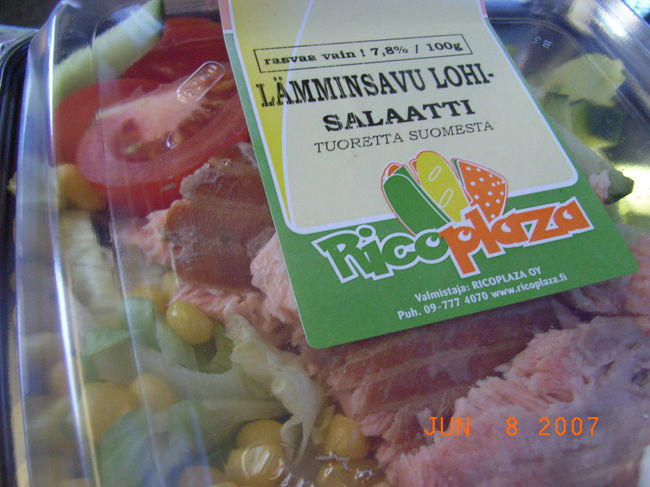 rasvaa vain ! 7,8% / 100g
LÄMMINSAVU LOHI-
SALAATTI
TUORETTA SUOMESTA
Ricoplaza
Valmistaja: RICOPLAZA OY
Puh. 09-777 4070 www.ricoplaza.fi
JUN 8 2007